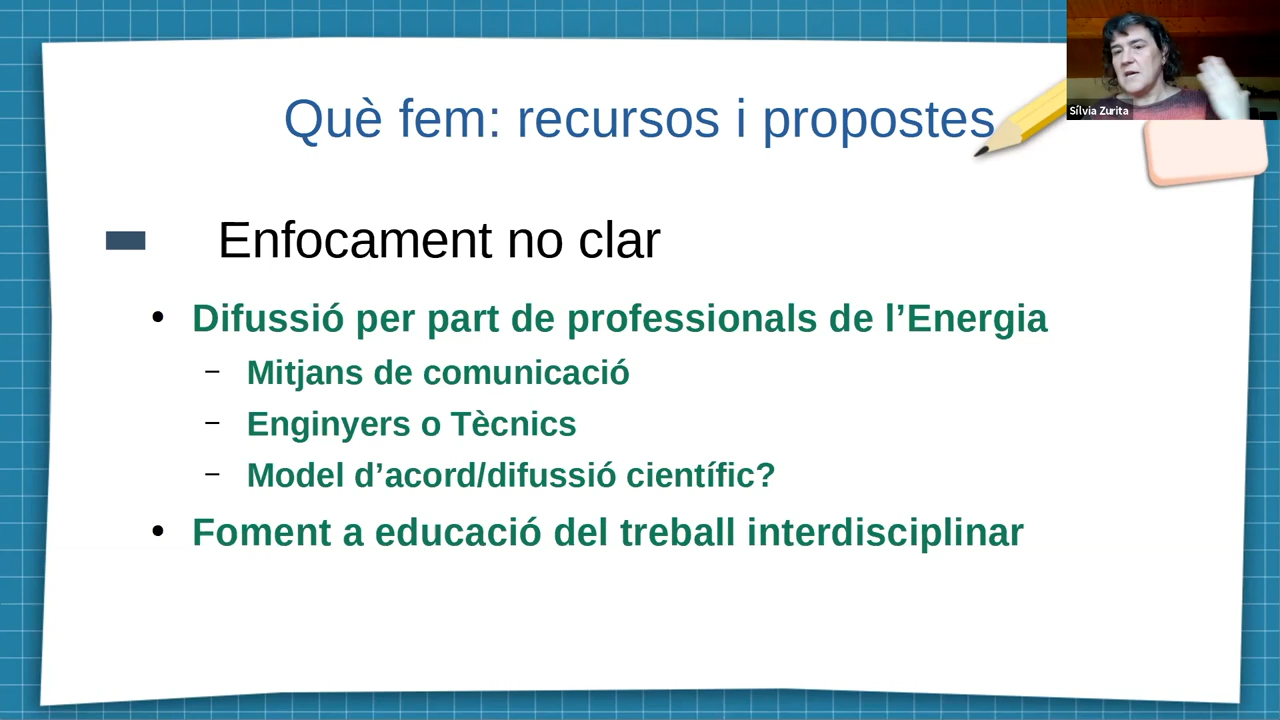 Què fem: recursos i propostes
Sílvia Zurita
Enfocament no clar
• Difussió per part de professionals de l’Energia
– Mitjans de comunicació
– Enginyers o Tècnics
– Model d’acord/difussió científic?
• Foment a educació del treball interdisciplinar